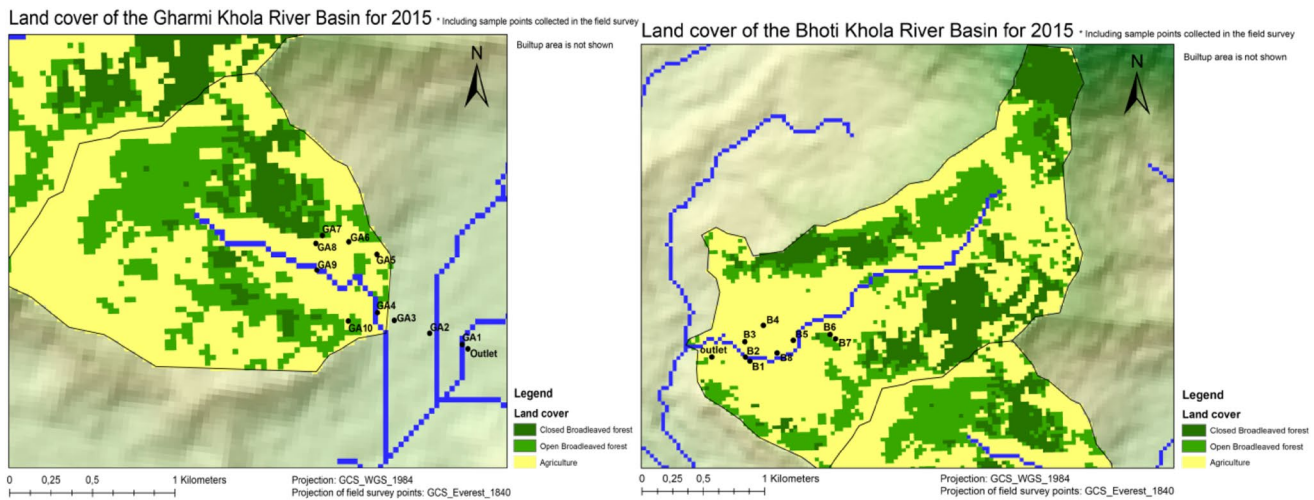 Land cover of the Gharmi Khola River Basin for 2015 * Including sample points collected in the field survey
Builtup area is not shown
N
GA7
GA6
GA8
GA5
GA9
GA4
GA3
GA10
GA2
GA1
Outlet
Legend
Land cover
Closed Broadleaved forest
Open Broadleaved forest
Agriculture
0 0,5 1 Kilometers
Projection: GCS_WGS_1984
Projection of field survey points: GCS_Everest_1840
Land cover of the Bhoti Khola River Basin for 2015 * Including sample points collected in the field survey
Builtup area is not shown
N
B4
B3
B5
B6
B7
outlet
B2
B8
B1
Legend
Land cover
Closed Broadleaved forest
Open Broadleaved forest
Agriculture
0 0,25 0,5 1 Kilometers
Projection: GCS_WGS_1984
Projection of field survey points: GCS_Everest_1840